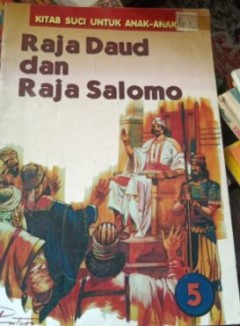 KITAB SUCI UNTUK ANAK-ANAK
Raja Daud
dan
Raja Salomo
5